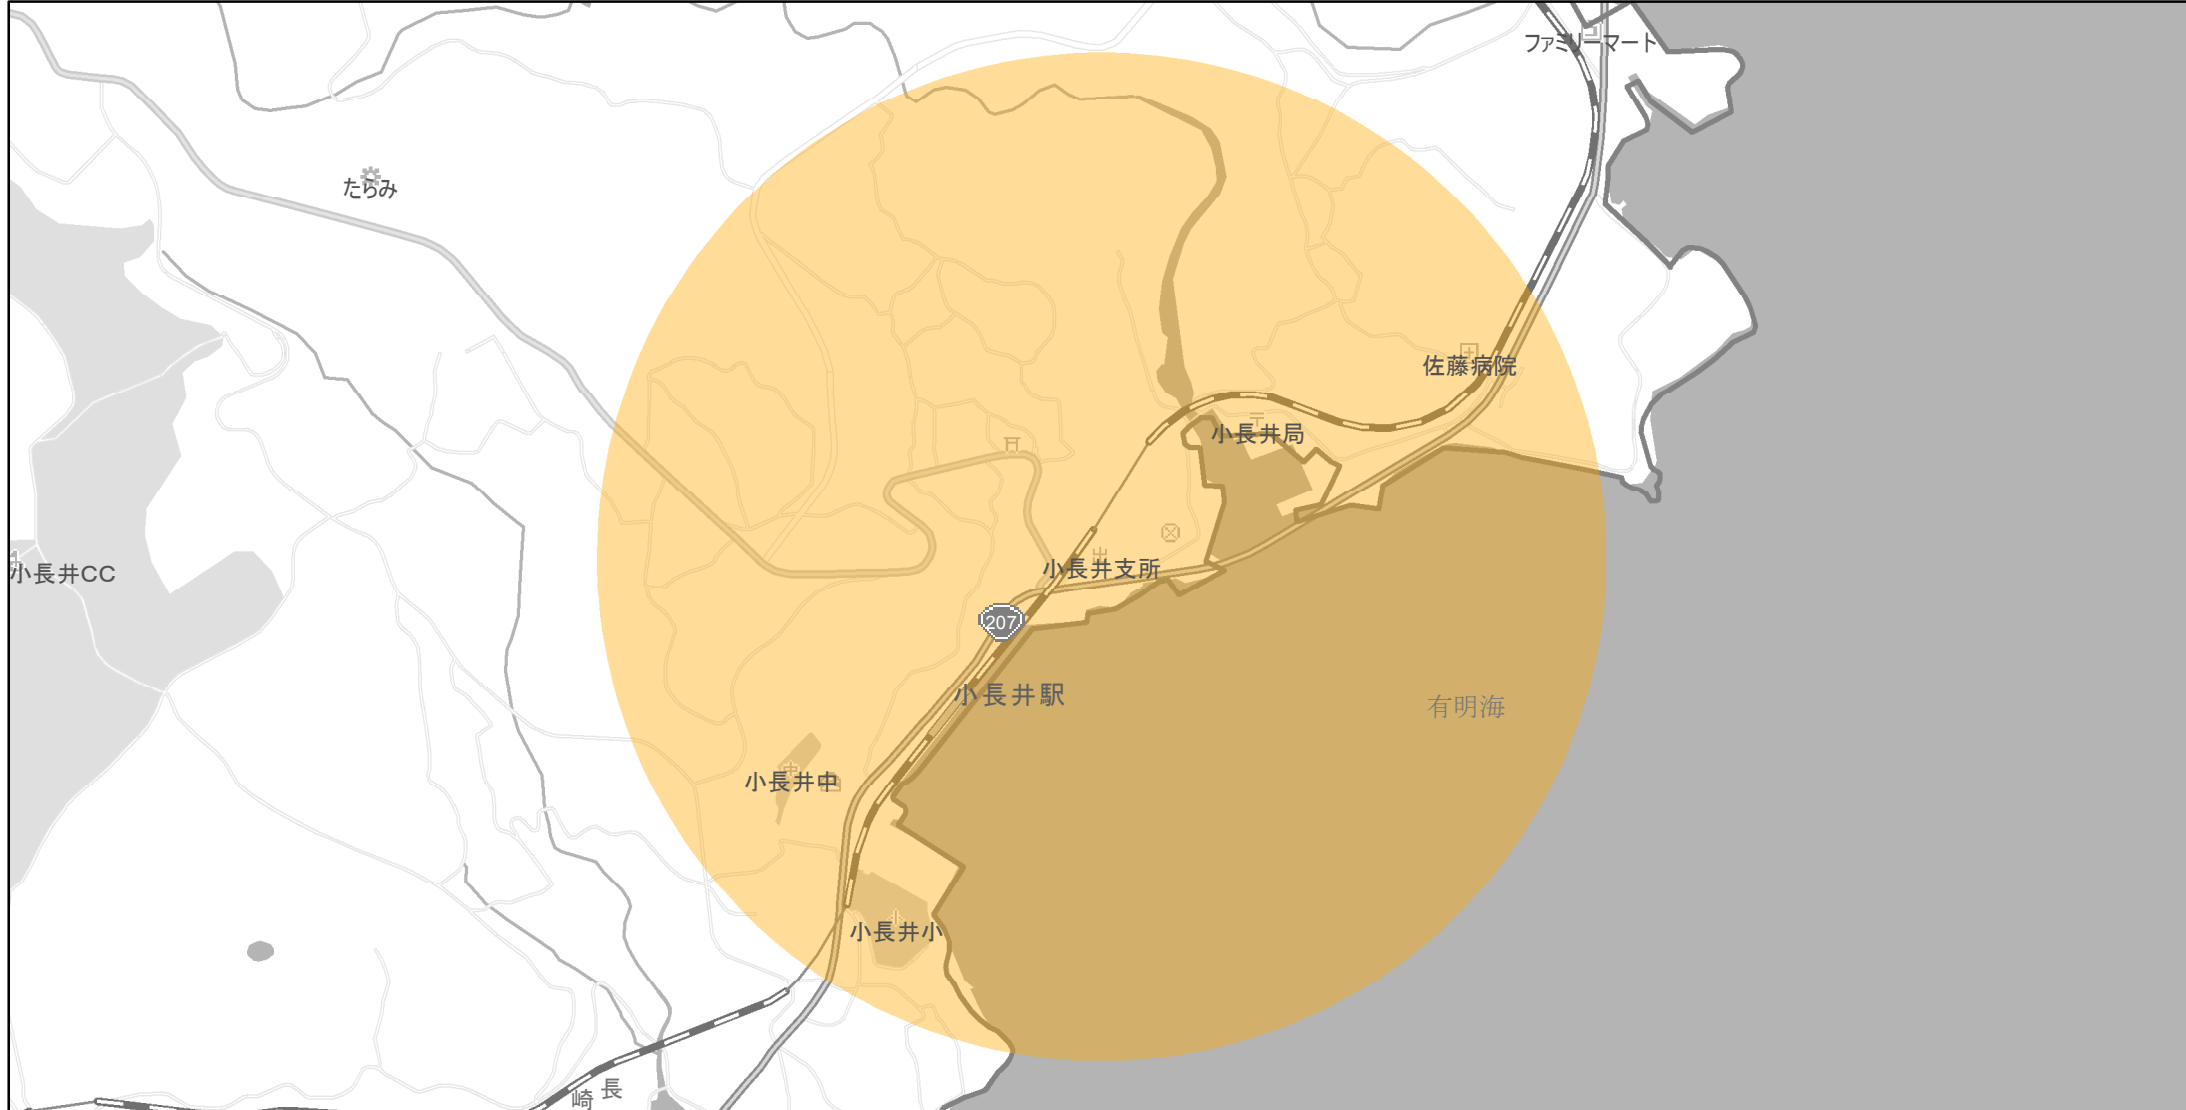 ファミリーマート
たらみ
佐藤病院
小長井局
小長井CC
小長井支所
207
小長井駅
有明海
小長井中
小長井小
長
崎